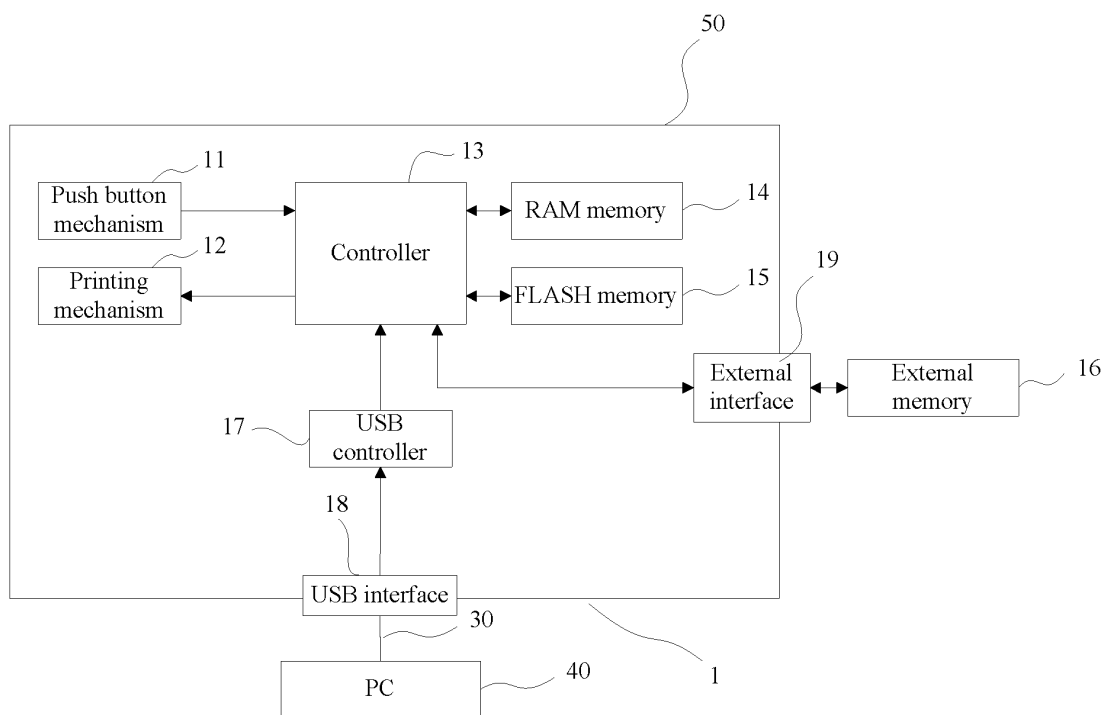 50
11
13
Push button
mechanism
RAM memory
14
12
Controller
Printing
mechanism
FLASH memory
15
19
External
interface
External
memory
16
17
USB
controller
18
USB interface
30
1
PC
40